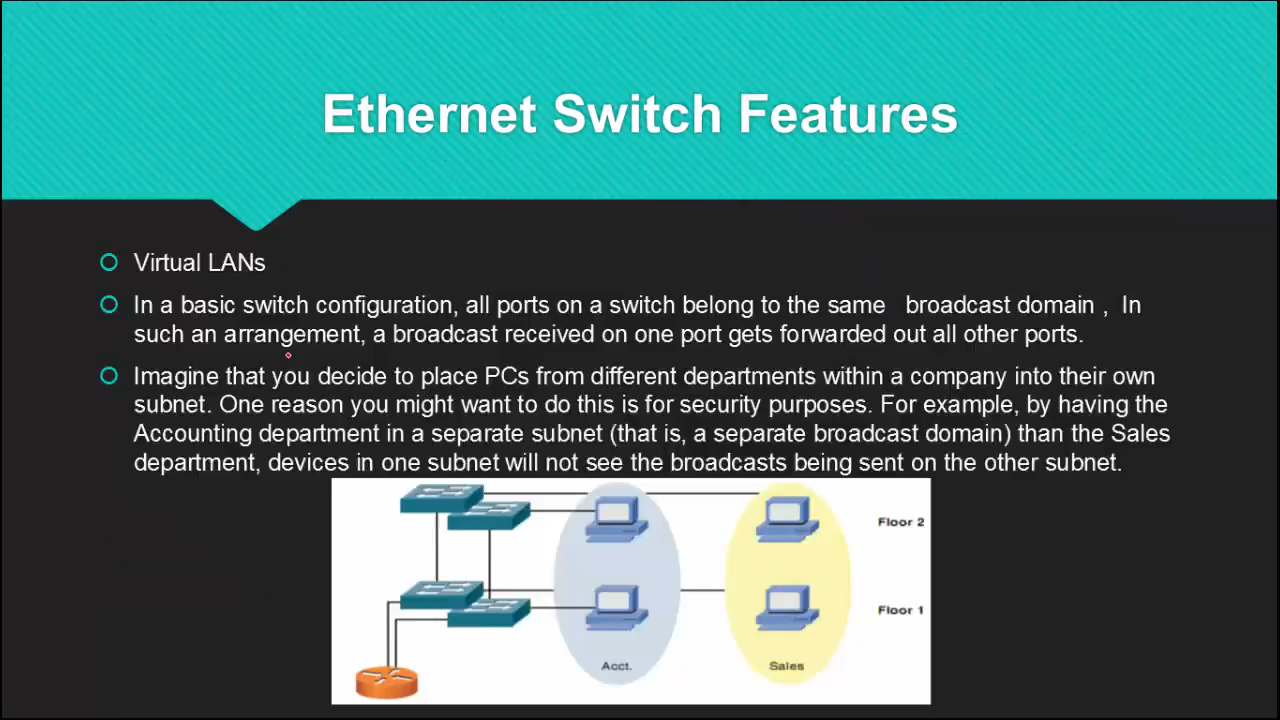 Ethernet Switch Features
Virtual LANs
In a basic switch configuration, all ports on a switch belong to the same broadcast domain , In
such an arrangement, a broadcast received on one port gets forwarded out all other ports.
Imagine that you decide to place PCs from different departments within a company into their own
subnet. One reason you might want to do this is for security purposes. For example, by having the
Accounting department in a separate subnet (that is, a separate broadcast domain) than the Sales
department, devices in one subnet will not see the broadcasts being sent on the other subnet.
Floor 2
Floor 1
Acct.
Sales